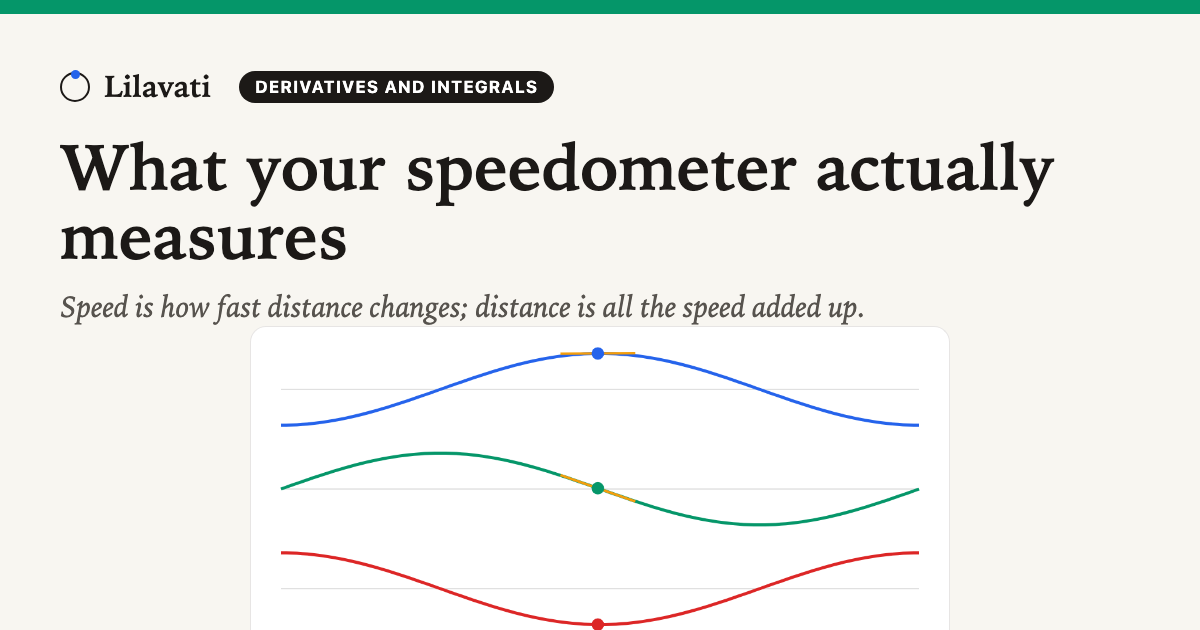 Lilavati
DERIVATIVES AND INTEGRALS
What your speedometer actually
measures
Speed is how fast distance changes; distance is all the speed added up.